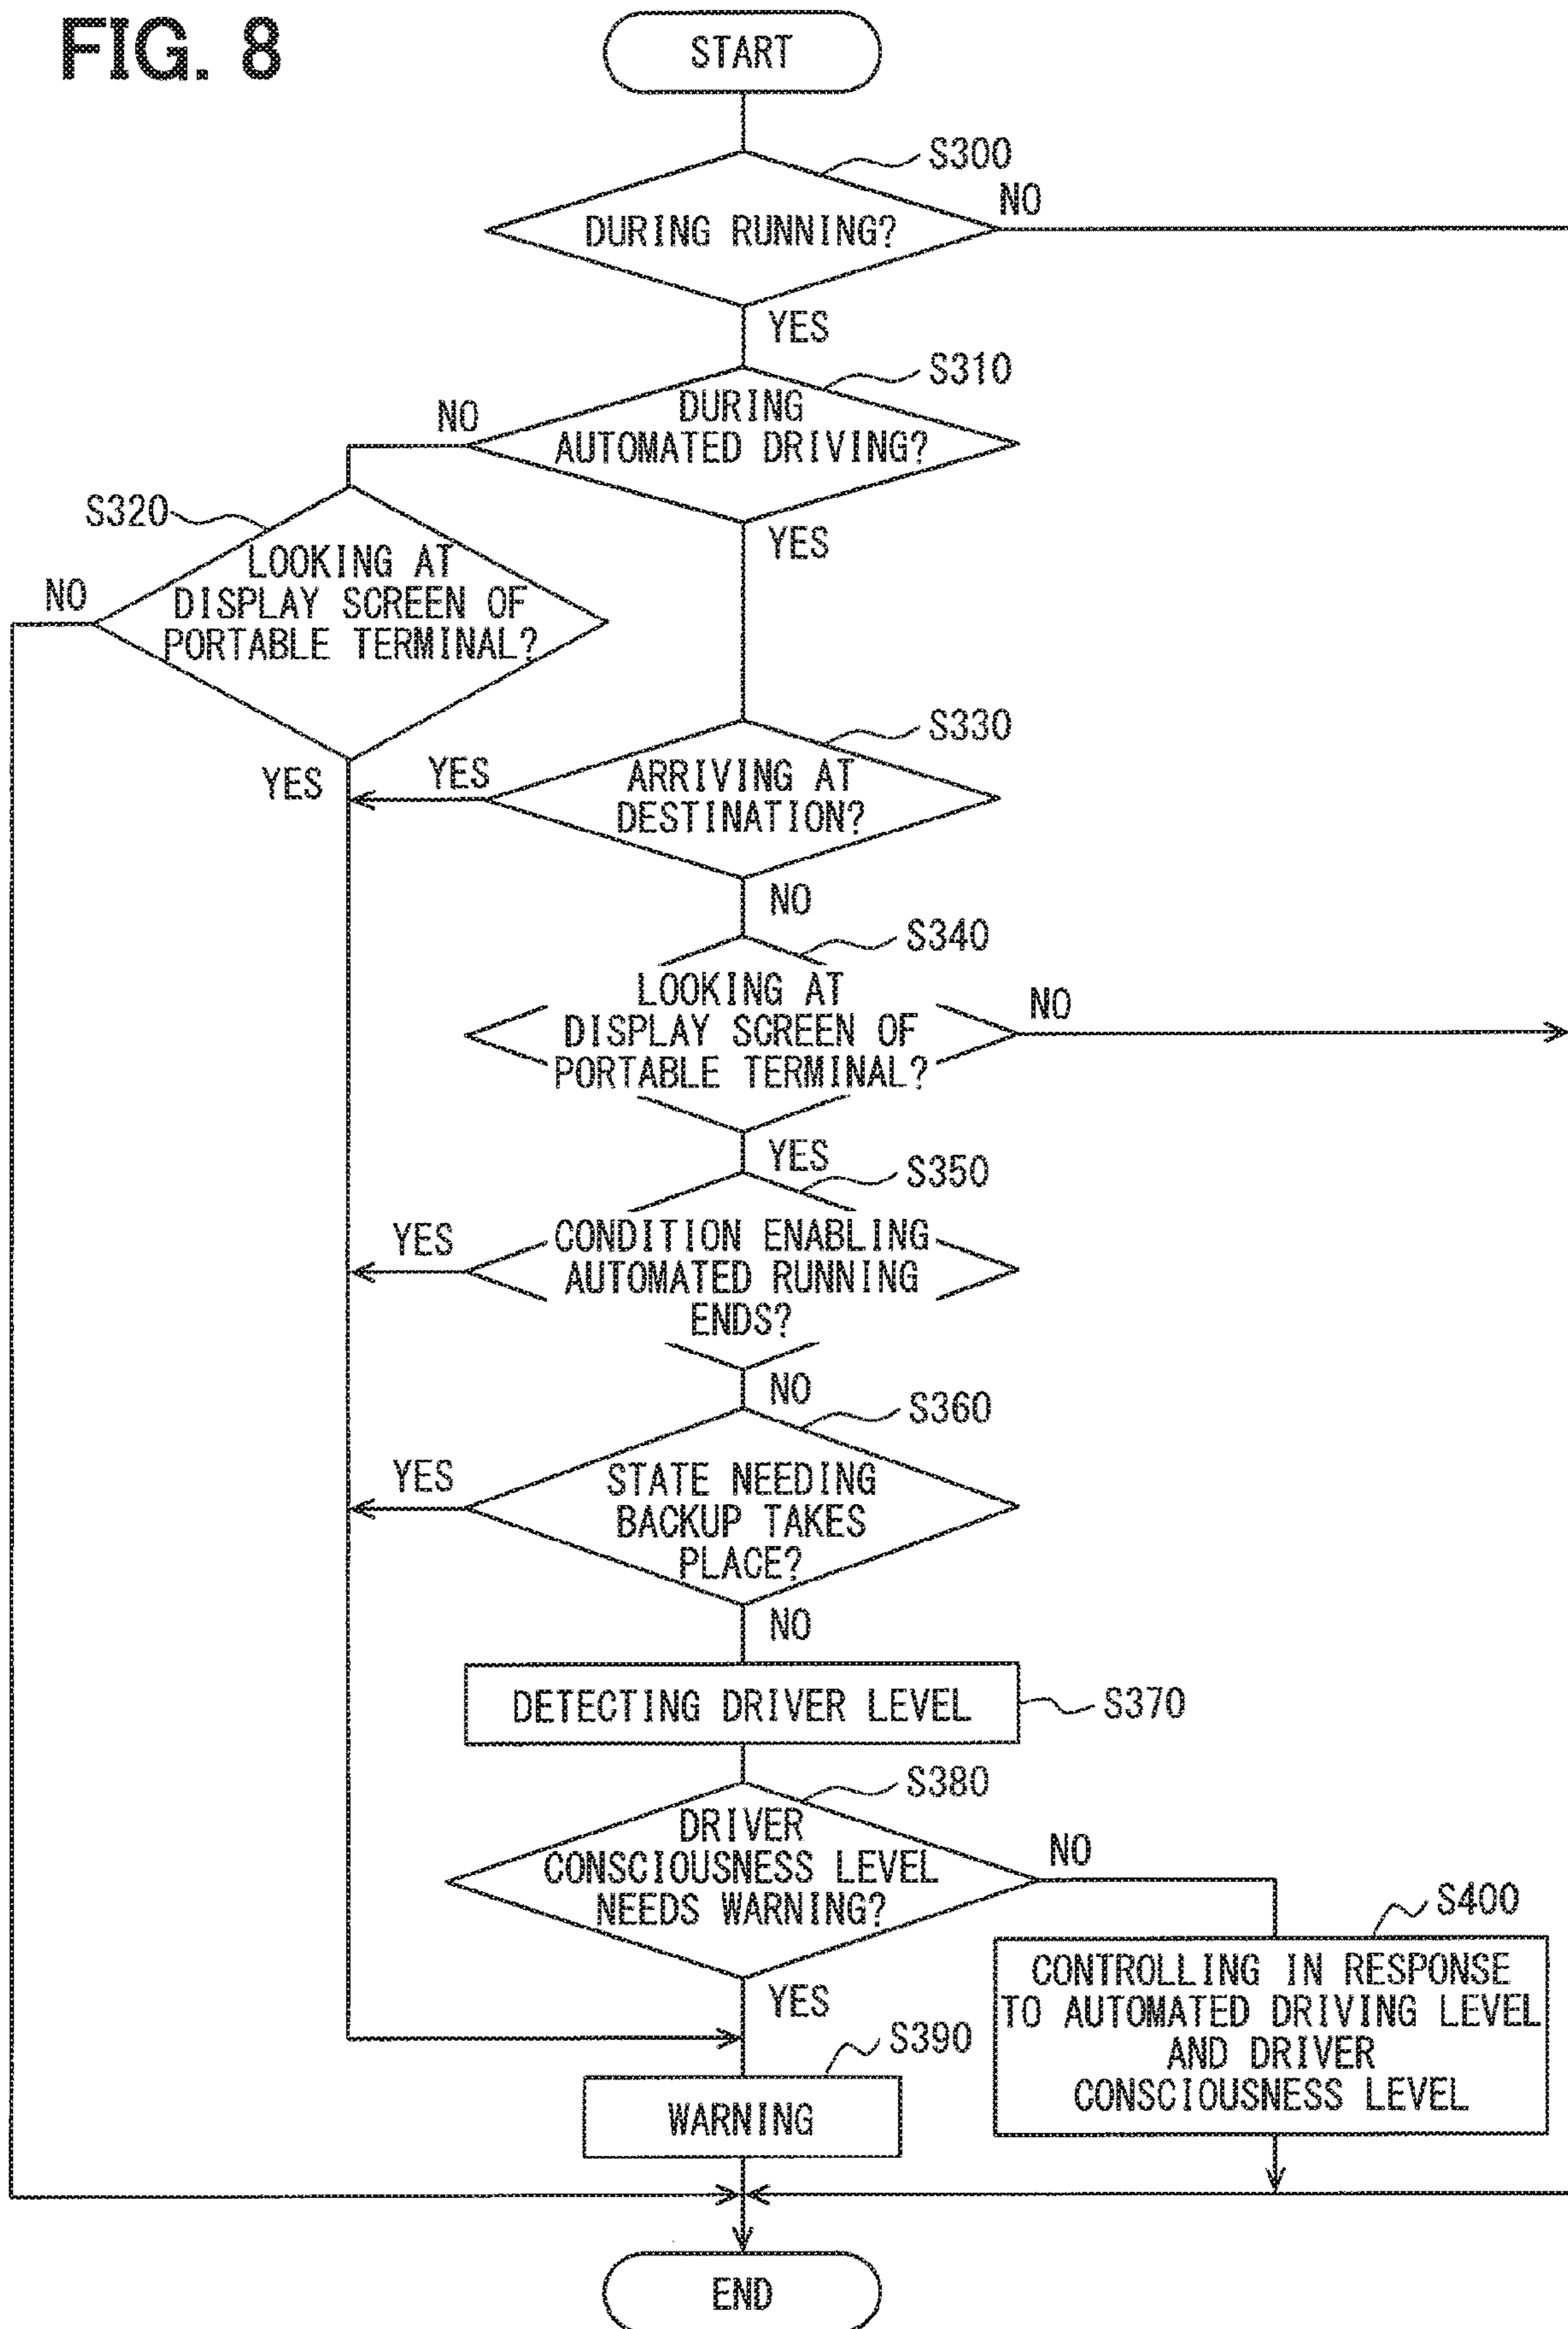 FIG. 8
START
S300
DURING RUNNING?
NO
YES
S310
DURING
AUTOMATED DRIVING?
NO
YES
S320
LOOKING AT
DISPLAY SCREEN OF
PORTABLE TERMINAL?
NO
YES
S330
ARRIVING AT
DESTINATION?
YES
NO
S340
LOOKING AT
DISPLAY SCREEN OF
PORTABLE TERMINAL?
NO
YES
S350
CONDITION ENABLING
AUTOMATED RUNNING
ENDS?
YES
NO
S360
STATE NEEDING
BACKUP TAKES
PLACE?
YES
NO
DETECTING DRIVER LEVEL
S370
S380
DRIVER
CONSCIOUSNESS LEVEL
NEEDS WARNING?
NO
YES
S400
CONTROLLING IN RESPONSE
TO AUTOMATED DRIVING LEVEL
AND DRIVER
CONSCIOUSNESS LEVEL
S390
WARNING
END